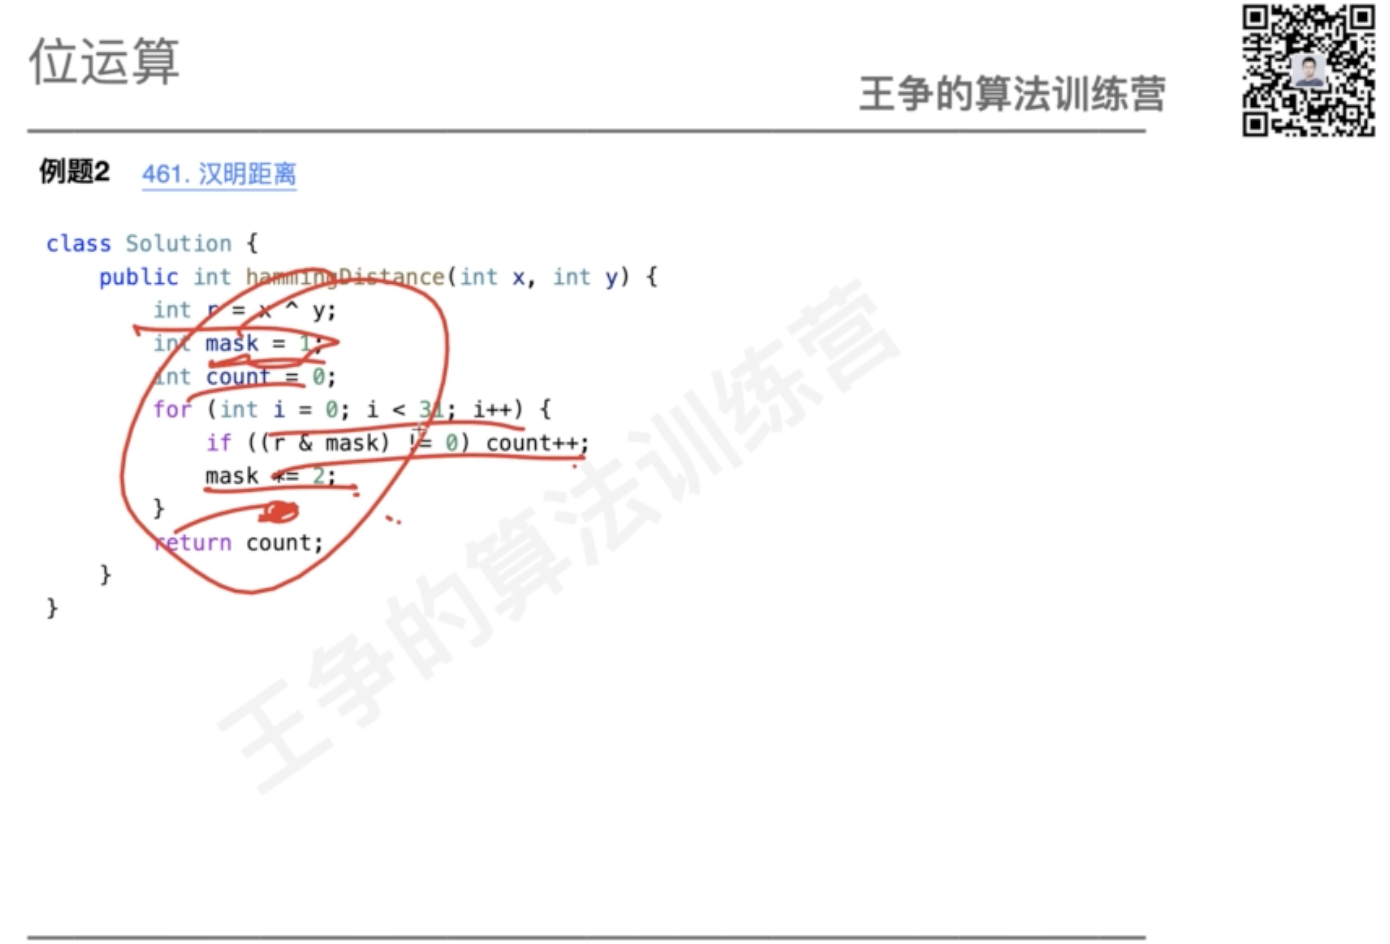 位运算
王争的算法训练营
例题2 461. 汉明距离
class Solution {
    public int hammingDistance(int x, int y) {
        int r = x ^ y;
        int mask = 1;
        int count = 0;
        for (int i = 0; i < 31; i++) {
            if ((r & mask) != 0) count++;
            mask *= 2;
        }
        return count;
    }
}
王争的算法训练营